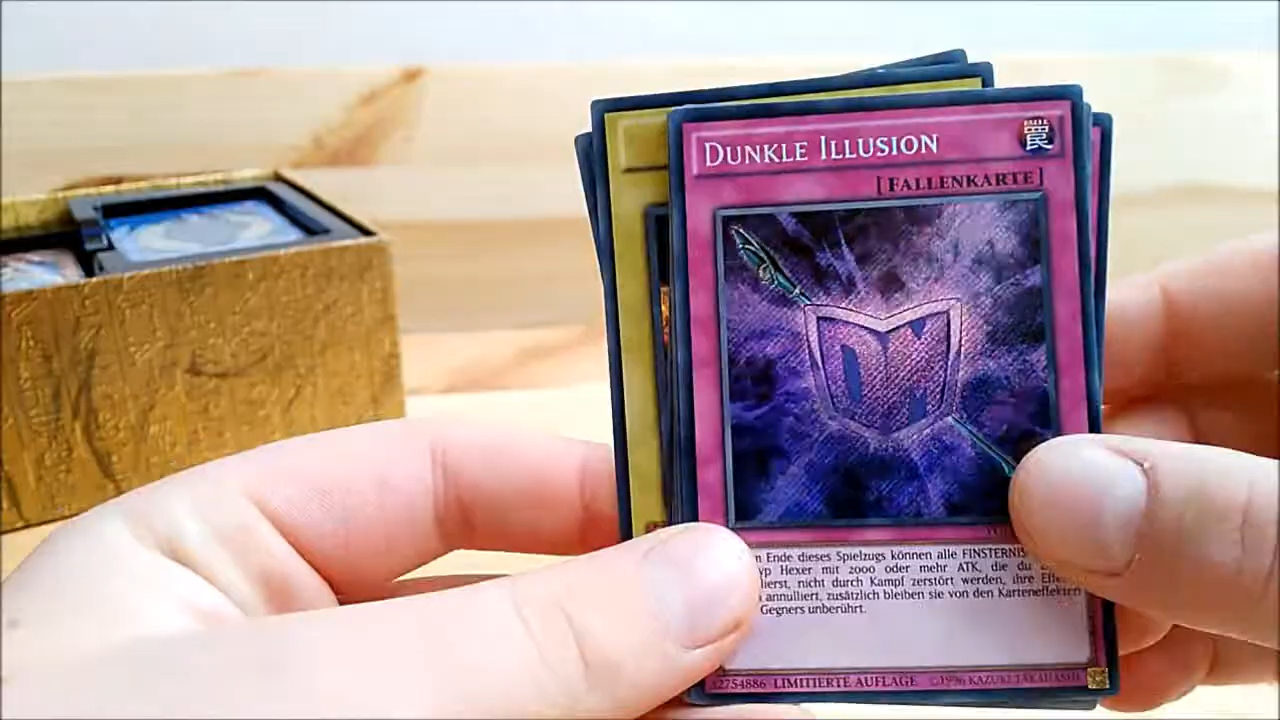 DUNKLE ILLUSION
罠
[FALLENKARTE]
DM
Ende dieses Spielzugs können alle FINSTERNIS
Hexer mit 2000 oder mehr ATK, die du
nicht durch Kampf zerstört werden, ihre
annulliert, zusätzlich bleiben sie von den Karteneffekten
Gegners unberührt.
2754886 LIMITIERTE AUFLAGE ©1996 KAZUKI TAKAHASHI